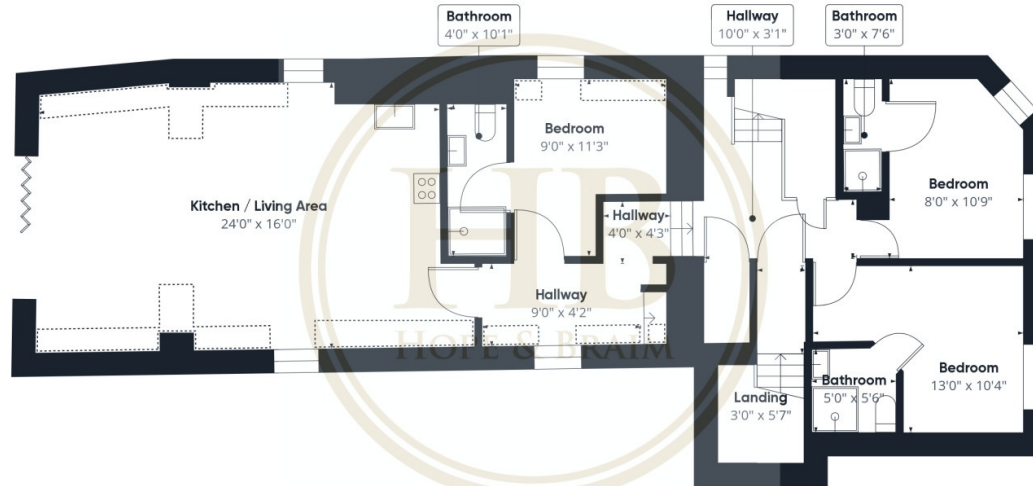 Bathroom
4'0" x 10'1"
Hallway
10'0" x 3'1"
Bathroom
3'0" x 7'6"
Bedroom
9'0" x 11'3"
Kitchen / Living Area
24'0" x 16'0"
Hallway
4'0" x 4'3"
Bedroom
8'0" x 10'9"
Hallway
9'0" x 4'2"
HB
HOPE & BRAIM
Landing
3'0" x 5'7"
Bathroom
5'0" x 5'6"
Bedroom
13'0" x 10'4"